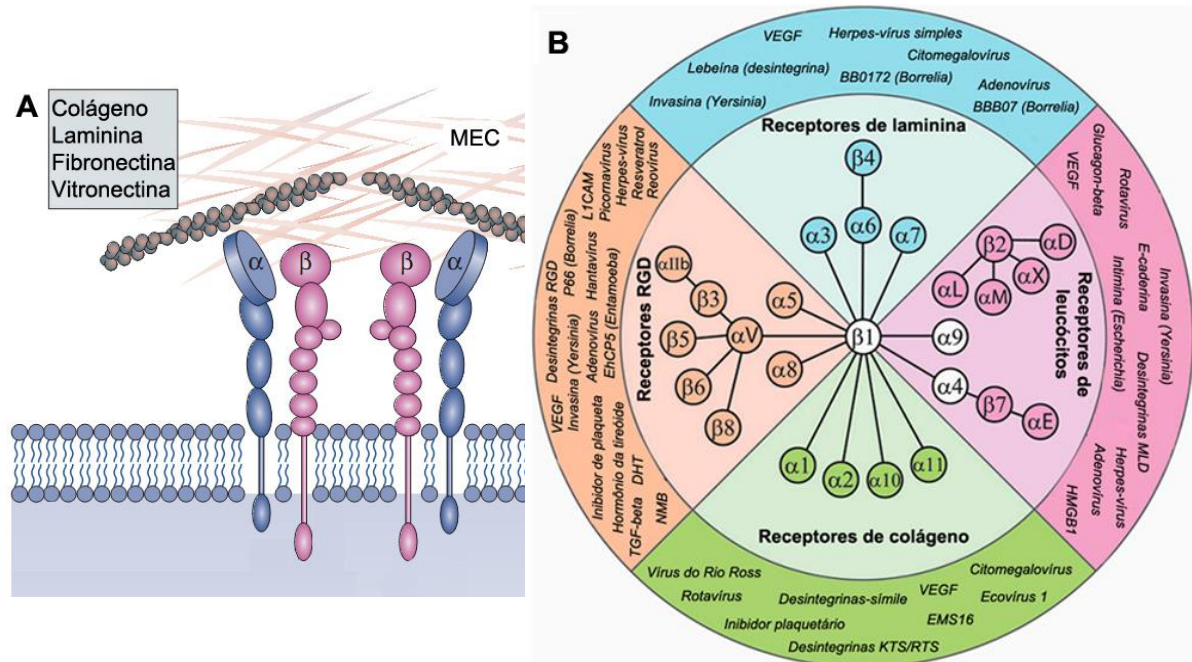 A
Colágeno
Laminina
Fibronectina
Vitronectina
MEC
α
β
β
α
B
VEGF
Herpes-vírus simples
Citomegalovírus
Lebeína (desintegrina)
BB0172 (Borrelia)
Adenovírus
Invasina (Yersinia)
BBB07 (Borrelia)
Receptores de laminina
β4
α3
α6
α7
Glucagon-beta
VEGF
Rotavírus
E-caderina
Intimina (Escherichia)
Invasina (Yersinia)
Desintegrinas MLD
Herpes-vírus
Adenovírus
HMGB1
Receptores de
leucócitos
β2
αD
αX
αL
αM
α9
α4
β7
αE
β1
Receptores RGD
αIIb
β3
α5
β5
αV
β6
α8
β8
L1CAM
Picornavírus
Herpes-vírus
Resveratrol
Reovírus
Desintegrinas RGD
P66 (Borrelia)
Hantavírus
VEGF
Invasina (Yersinia)
Adenovírus
EhCP5 (Entamoeba)
Inibidor de plaqueta
Hormônio da tireóide
TGF-beta
DHT
NMB
α1
α2
α10
α11
Receptores de colágeno
Vírus do Rio Ross
Citomegalovírus
Rotavírus
Desintegrinas-símile
VEGF
Ecovírus 1
Inibidor plaquetário
EMS16
Desintegrinas KTS/RTS